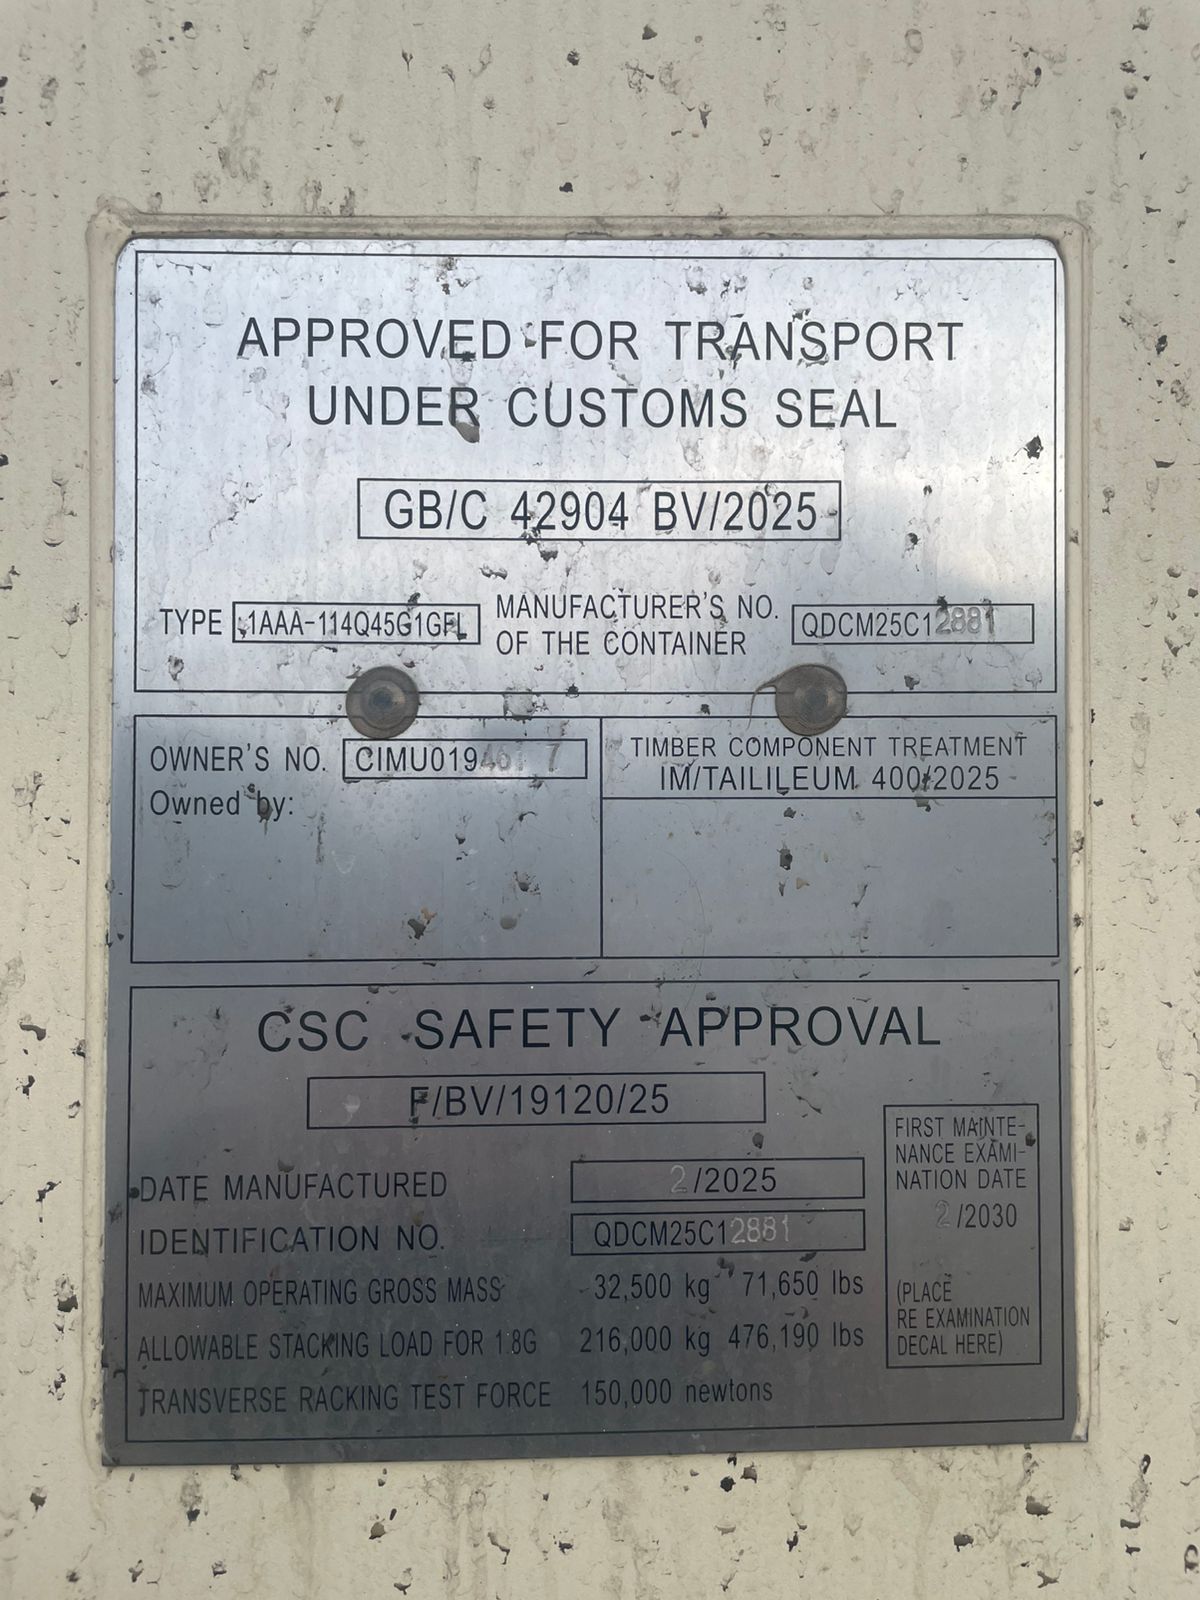 APPROVED FOR TRANSPORT
UNDER CUSTOMS SEAL
GB/C 42904 BV/2025
TYPE 1AAA-114Q45G1GFL MANUFACTURER'S NO. OF THE CONTAINER QDCM25C12881
OWNER'S NO. CIMU019461 7
Owned by:
TIMBER COMPONENT TREATMENT
IM/TAILILEUM 400/2025
CSC SAFETY APPROVAL
F/BV/19120/25
DATE MANUFACTURED 2/2025
IDENTIFICATION NO. QDCM25C12881
MAXIMUM OPERATING GROSS MASS 32,500 kg 71,650 lbs
ALLOWABLE STACKING LOAD FOR 1.8G 216,000 kg 476,190 lbs
TRANSVERSE RACKING TEST FORCE 150,000 newtons
FIRST MAINTE-
NANCE EXAMI-
NATION DATE
2/2030
(PLACE
RE EXAMINATION
DECAL HERE)